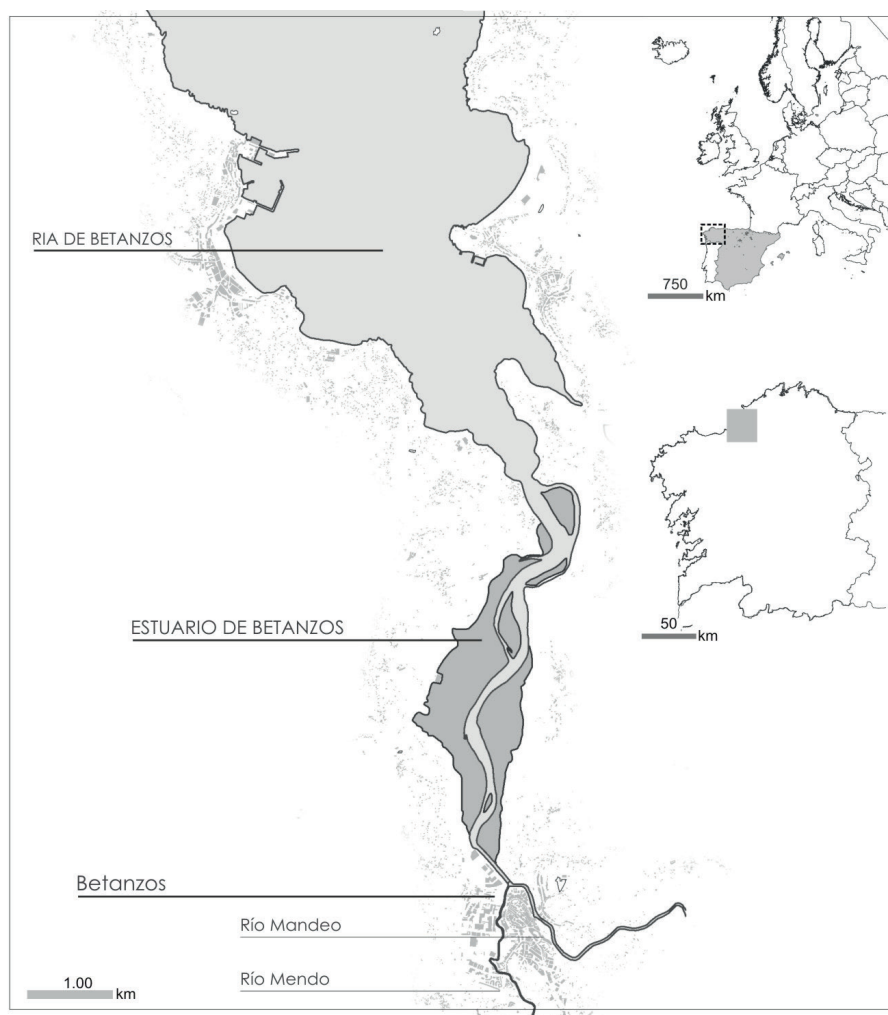 RIA DE BETANZOS
750
km
50
km
ESTUARIO DE BETANZOS
Betanzos
Río Mandeo
Río Mendo
1.00
km